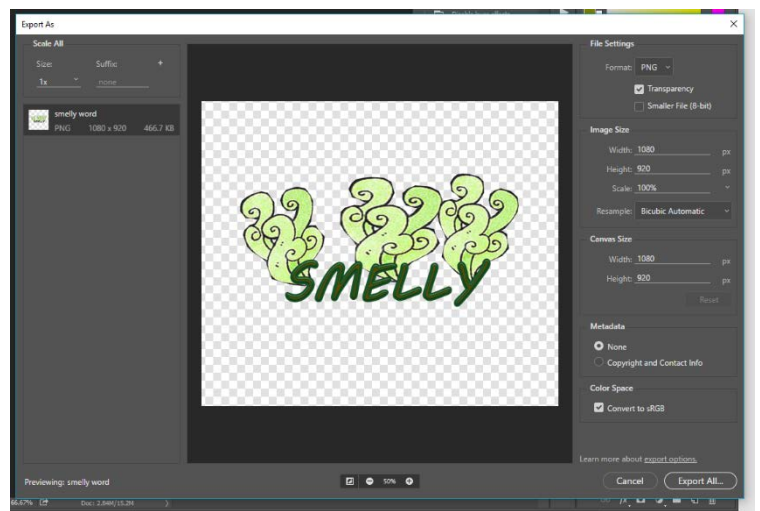 Export As
Scale All
Size:
Suffix:
+
1x
none
smelly word
PNG 1080 x 920 466.7 KB
SMELLY
File Settings
Format: PNG
Transparency
Smaller File (8-bit)
Image Size
Width: 1080 px
Height: 920 px
Scale: 100%
Resample: Bicubic Automatic
Canvas Size
Width: 1080 px
Height: 920 px
Reset
Metadata
None
Copyright and Contact Info
Color Space
Convert to sRGB
Learn more about export options.
Previewing: smelly word
50%
Cancel
Export All...
66.67%
Doc: 2.84M/15.2M